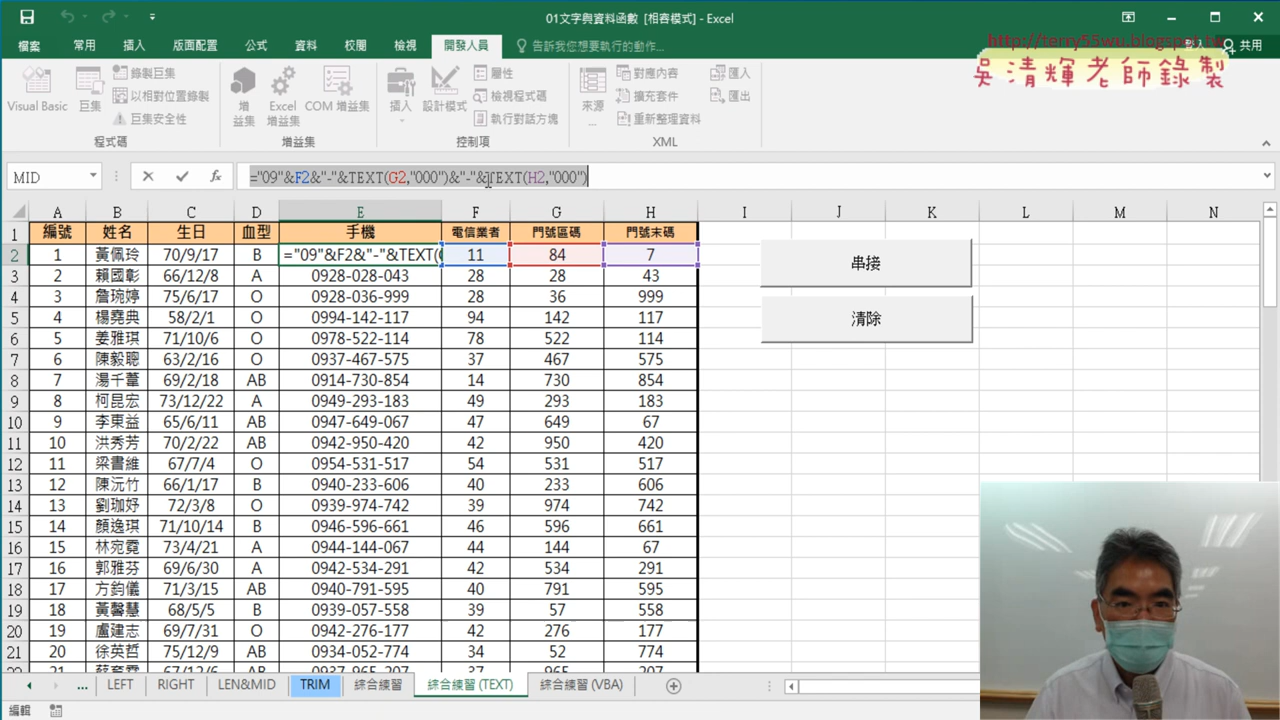 01文字與資料函數 [相容模式] - Excel
http://terry55wu.blogspot.tw
吳清輝老師錄製
檔案 常用 插入 版面配置 公式 資料 校閱 檢視 開發人員 告訴我您想要執行的動作... 共用
Visual Basic 巨集 錄製巨集 以相對位置錄製 巨集安全性 程式碼
增益集 Excel 增益集 COM 增益集 增益集
插入 設計模式 屬性 檢視程式碼 執行對話方塊 控制項
來源... 對應內容 擴充套件 重新整理資料 匯入 匯出 XML
MID ="09"&F2&"-"&TEXT(G2,"000")&"-"&TEXT(H2,"000")
A B C D E F G H I J K L M N
1 編號 姓名 生日 血型 手機 電信業者 門號區碼 門號末碼
2 1 黃佩玲 70/9/17 B ="09"&F2&"-"&TEXT( 11 84 7
3 2 賴國彰 66/12/8 A 0928-028-043 28 28 43
4 3 詹琬婷 75/6/17 O 0928-036-999 28 36 999
5 4 楊堯典 58/2/1 O 0994-142-117 94 142 117
6 5 姜雅琪 71/10/6 O 0978-522-114 78 522 114
7 6 陳毅聰 63/2/16 O 0937-467-575 37 467 575
8 7 湯千葦 69/2/18 AB 0914-730-854 14 730 854
9 8 柯昆宏 73/12/22 A 0949-293-183 49 293 183
10 9 李東益 65/6/11 AB 0947-649-067 47 649 67
11 10 洪秀芳 70/2/22 AB 0942-950-420 42 950 420
12 11 梁書維 67/7/4 O 0954-531-517 54 531 517
13 12 陳沅竹 66/1/17 B 0940-233-606 40 233 606
14 13 劉珈妤 72/3/8 O 0939-974-742 39 974 742
15 14 顏逸琪 71/10/14 B 0946-596-661 46 596 661
16 15 林宛霓 73/4/21 A 0944-144-067 44 144 67
17 16 郭雅芬 69/6/30 A 0942-534-291 42 534 291
18 17 方鈞儀 71/3/15 AB 0940-791-595 40 791 595
19 18 黃馨慧 68/5/5 B 0939-057-558 39 57 558
20 19 盧建志 69/7/31 O 0942-276-177 42 276 177
21 20 徐英哲 75/12/9 AB 0934-052-774 34 52 774
串接
清除
... LEFT RIGHT LEN&MID TRIM 綜合練習 綜合練習 (TEXT) 綜合練習 (VBA)
編輯